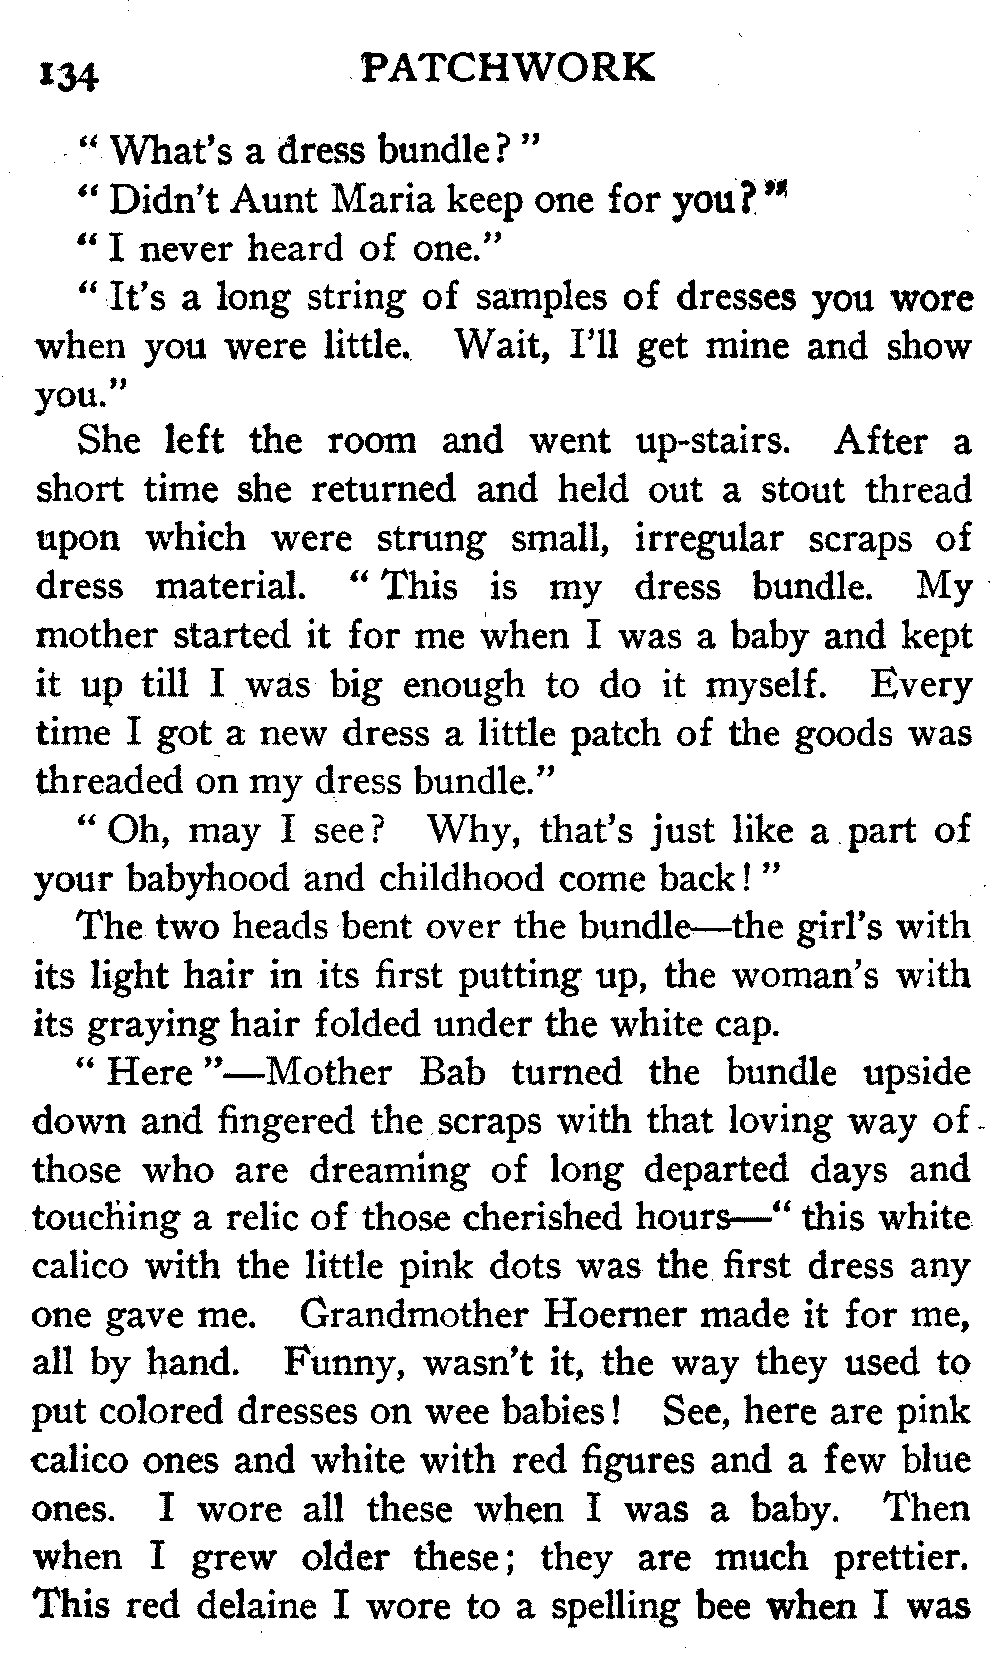 134 PATCHWORK
“ What's a dress bundle? ”
“ Didn't Aunt Maria keep one for you? ”
“ I never heard of one.”
“ It's a long string of samples of dresses you wore
when you were little. Wait, I'll get mine and show
you.”
She left the room and went up-stairs. After a
short time she returned and held out a stout thread
upon which were strung small, irregular scraps of
dress material. “ This is my dress bundle. My
mother started it for me when I was a baby and kept
it up till I was big enough to do it myself. Every
time I got a new dress a little patch of the goods was
threaded on my dress bundle.”
“ Oh, may I see? Why, that's just like a part of
your babyhood and childhood come back! ”
The two heads bent over the bundle—the girl's with
its light hair in its first putting up, the woman's with
its graying hair folded under the white cap.
“ Here ”—Mother Bab turned the bundle upside
down and fingered the scraps with that loving way of
those who are dreaming of long departed days and
touching a relic of those cherished hours—“ this white
calico with the little pink dots was the first dress any
one gave me. Grandmother Hoerner made it for me,
all by hand. Funny, wasn't it, the way they used to
put colored dresses on wee babies! See, here are pink
calico ones and white with red figures and a few blue
ones. I wore all these when I was a baby. Then
when I grew older these; they are much prettier.
This red delaine I wore to a spelling bee when I was